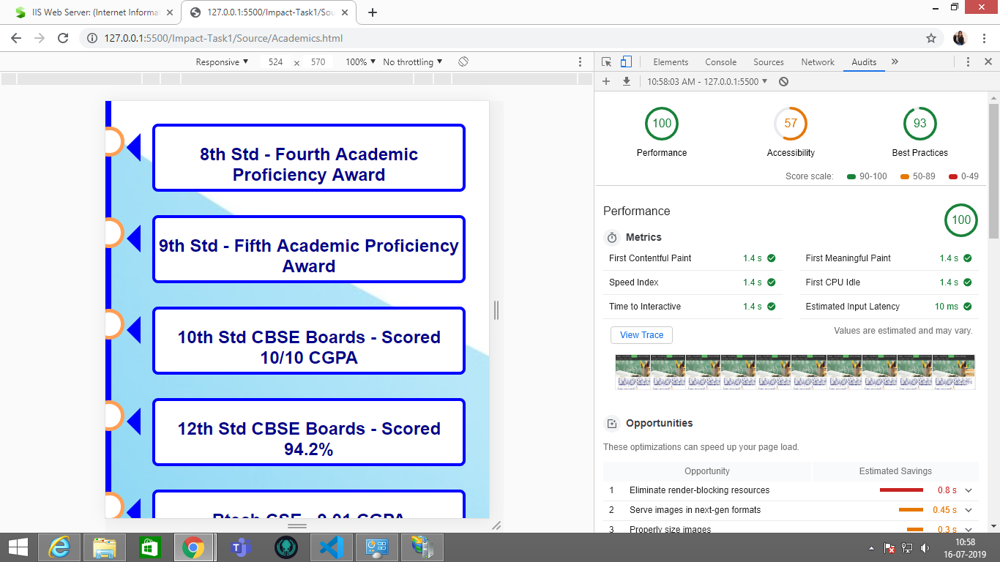 IIS Web Server: (Internet Informat
127.0.0.1:5500/Impact-Task1/Sou
127.0.0.1:5500/Impact-Task1/Source/Academics.html
Responsive 524 x 570 100% No throttling
Elements Console Sources Network Audits
10:58:03 AM - 127.0.0.1:5500
8th Std - Fourth Academic
Proficiency Award
9th Std - Fifth Academic Proficiency
Award
10th Std CBSE Boards - Scored
10/10 CGPA
12th Std CBSE Boards - Scored
94.2%
100 57 93
Performance Accessibility Best Practices
Score scale: 90-100 50-89 0-49
Performance 100
Metrics
First Contentful Paint 1.4 s First Meaningful Paint 1.4 s
Speed Index 1.4 s First CPU Idle 1.4 s
Time to Interactive 1.4 s Estimated Input Latency 10 ms
View Trace Values are estimated and may vary.
Opportunities
These optimizations can speed up your page load.
Opportunity Estimated Savings
1 Eliminate render-blocking resources 0.8 s
2 Serve images in next-gen formats 0.45 s
3 Properly size images 0.3 s
10:58
16-07-2019